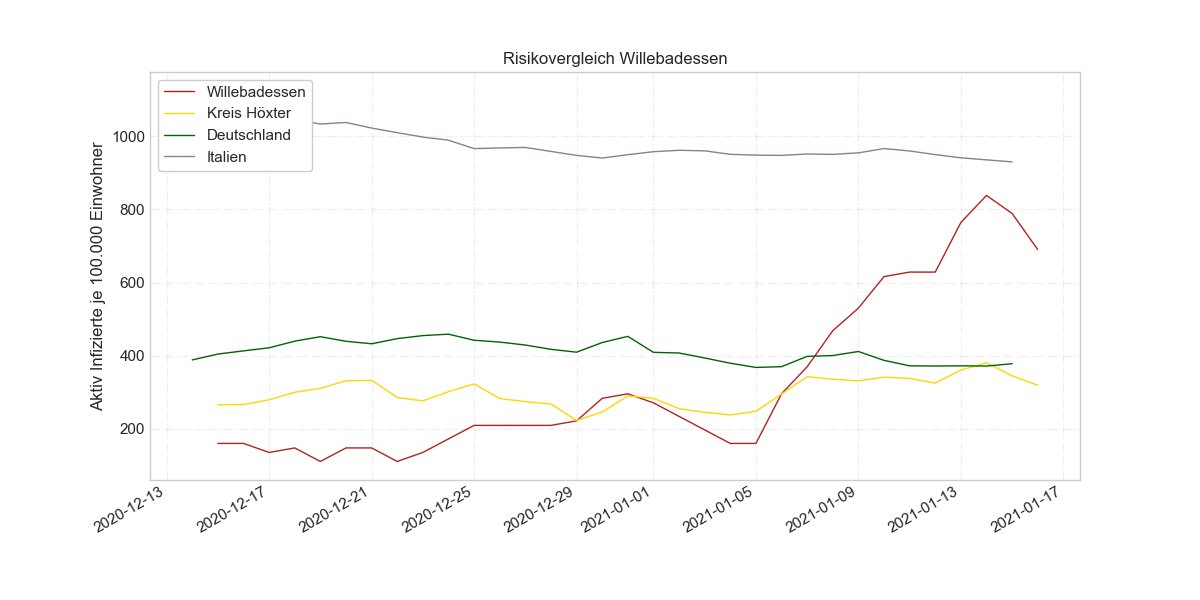 Risikovergleich Willebadessen
Willebadessen
Kreis Höxter
Deutschland
Italien
Aktiv Infizierte je 100.000 Einwohner
1000
800
600
400
200
2020-12-13
2020-12-17
2020-12-21
2020-12-25
2020-12-29
2021-01-01
2021-01-05
2021-01-09
2021-01-13
2021-01-17